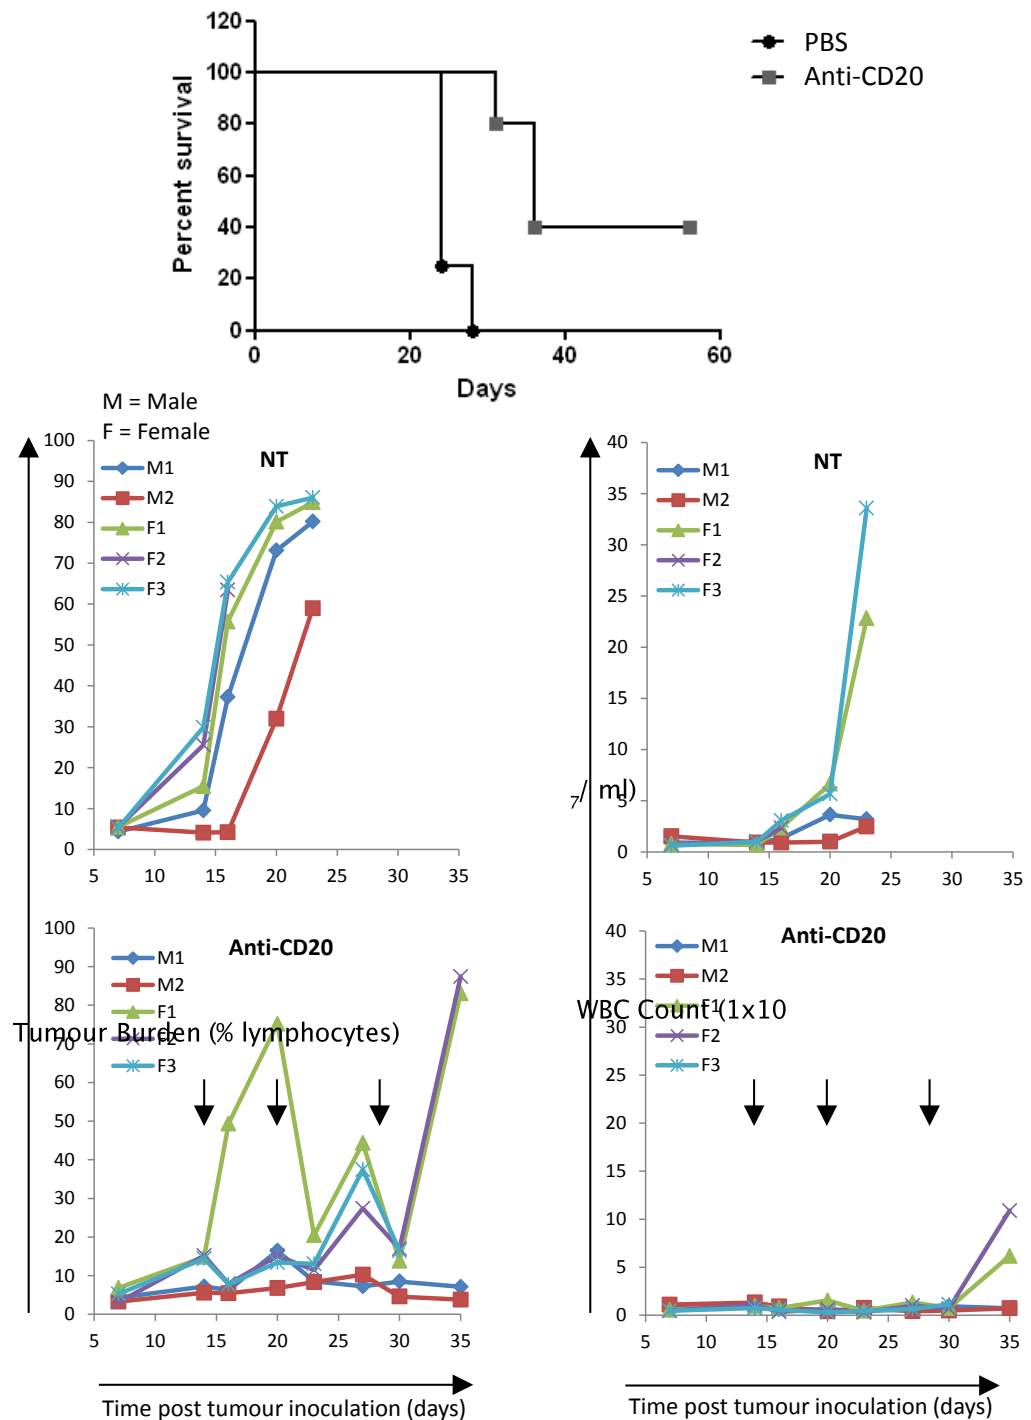 120
100
80
60
40
20
0
Percent survival
0
20
40
60
Days
PBS
Anti-CD20
M = Male
F = Female
NT
100
90
80
70
60
50
40
30
20
10
0
M1
M2
F1
F2
F3
5
10
15
20
25
30
35
NT
40
35
30
25
20
15
10
5
0
M1
M2
F1
F2
F3
5
10
15
20
25
30
35
7/ ml)
Anti-CD20
100
90
80
70
60
50
40
30
20
10
0
M1
M2
F1
F2
F3
5
10
15
20
25
30
35
Tumour Burden (% lymphocytes)
Anti-CD20
40
35
30
25
20
15
10
5
0
M1
M2
F1
F2
F3
5
10
15
20
25
30
35
WBC Count (1x10
Time post tumour inoculation (days)
Time post tumour inoculation (days)